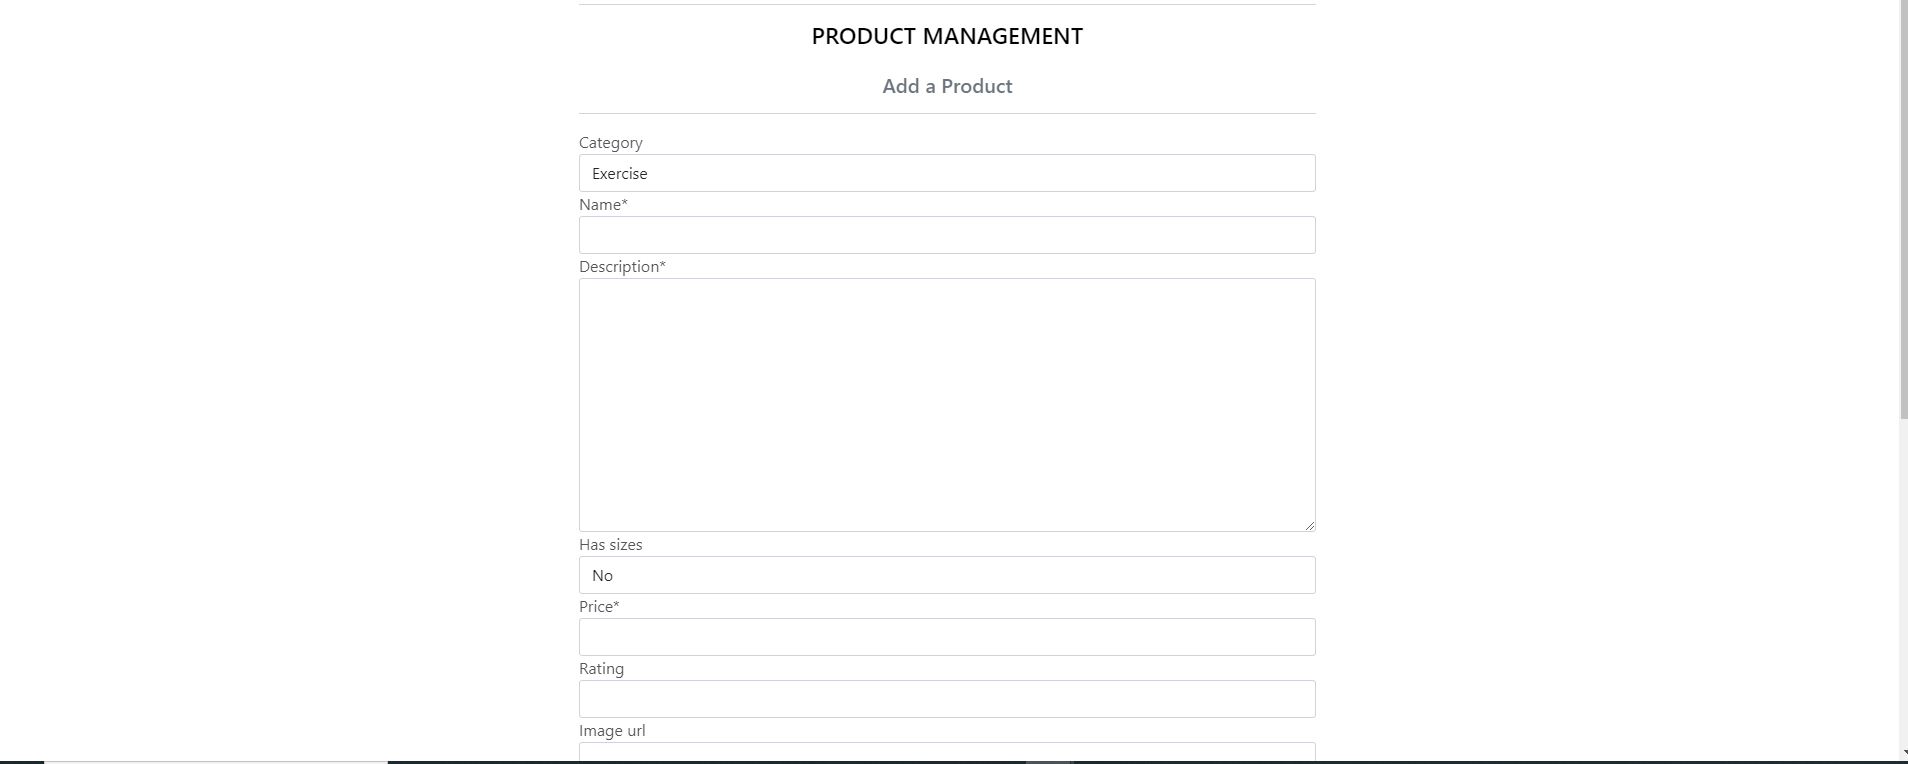 PRODUCT MANAGEMENT
Add a Product
Category
Exercise
Name*
Description*
Has sizes
No
Price*
Rating
Image url